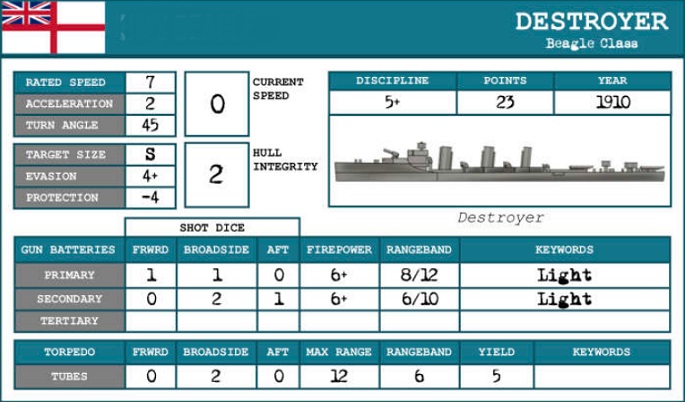 DESTROYER
Beagle Class
RATED SPEED 7
ACCELERATION 2
TURN ANGLE 45
0 CURRENT SPEED
TARGET SIZE S
EVASION 4+
PROTECTION -4
2 HULL INTEGRITY
DISCIPLINE POINTS YEAR
5+ 23 1910
Destroyer
SHOT DICE
GUN BATTERIES FRWRD BROADSIDE AFT FIREPOWER RANGEBAND KEYWORDS
PRIMARY 1 1 0 6+ 8/12 Light
SECONDARY 0 2 1 6+ 6/10 Light
TERTIARY
TORPEDO FRWRD BROADSIDE AFT MAX RANGE RANGEBAND YIELD KEYWORDS
TUBES 0 2 0 12 6 5